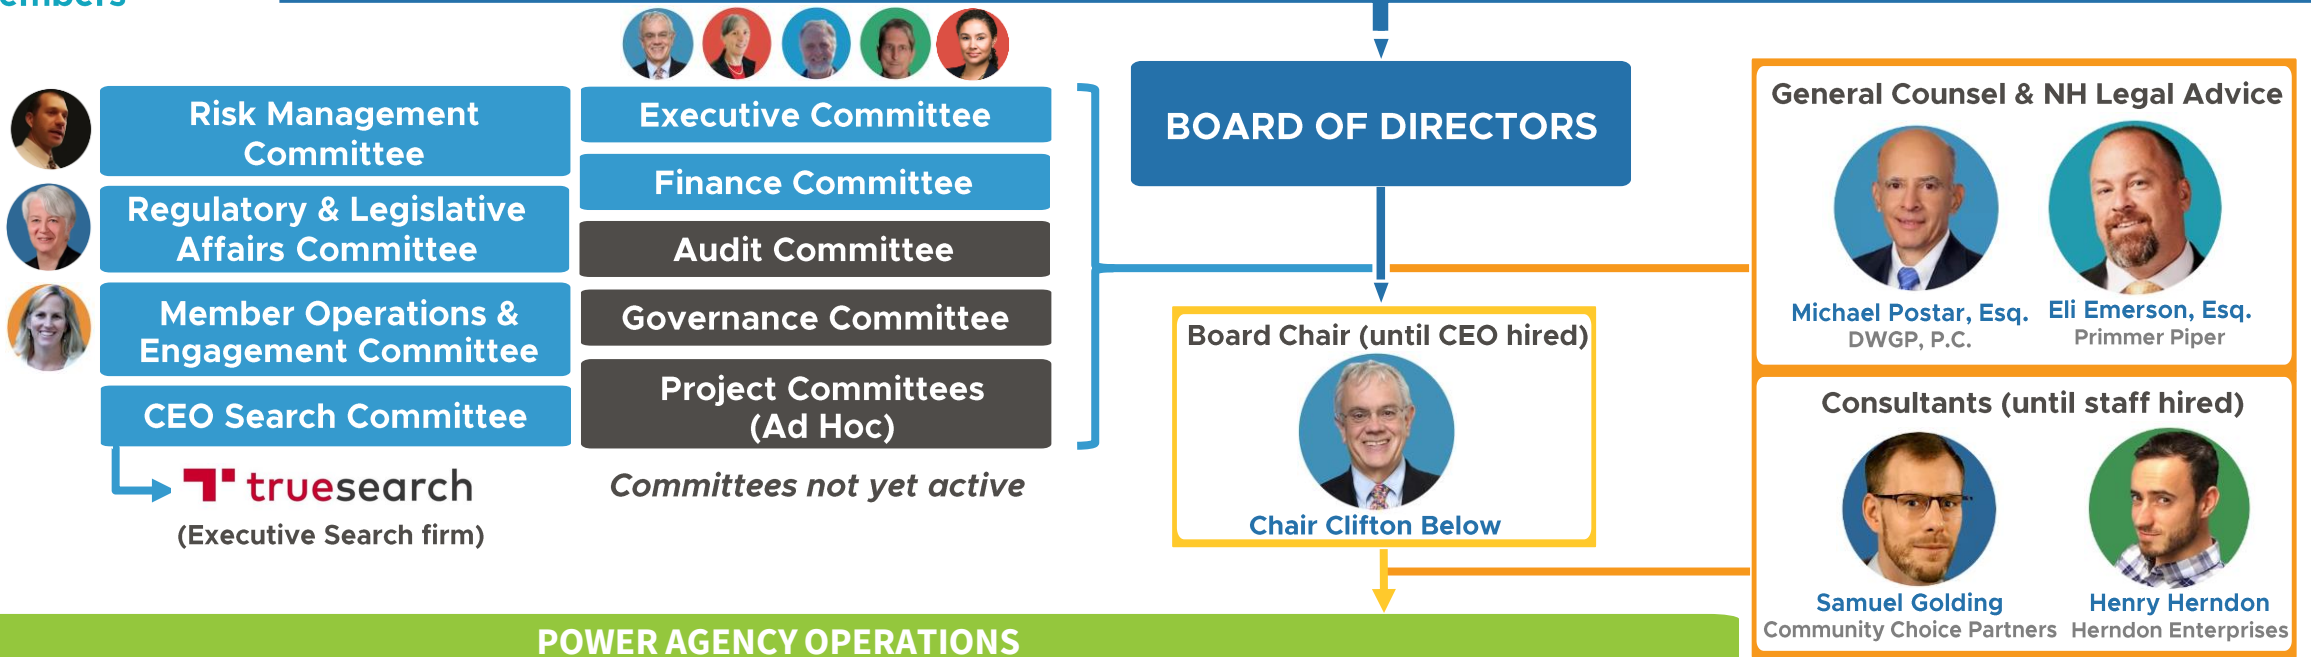 embers
Risk Management
Committee
Regulatory & Legislative
Affairs Committee
Member Operations &
Engagement Committee
CEO Search Committee
truesearch
(Executive Search firm)
Executive Committee
Finance Committee
Audit Committee
Governance Committee
Project Committees
(Ad Hoc)
Committees not yet active
BOARD OF DIRECTORS
Board Chair (until CEO hired)
Chair Clifton Below
General Counsel & NH Legal Advice
Michael Postar, Esq.
DWGP, P.C.
Eli Emerson, Esq.
Primmer Piper
Consultants (until staff hired)
Samuel Golding
Community Choice Partners
Henry Herndon
Herndon Enterprises
POWER AGENCY OPERATIONS